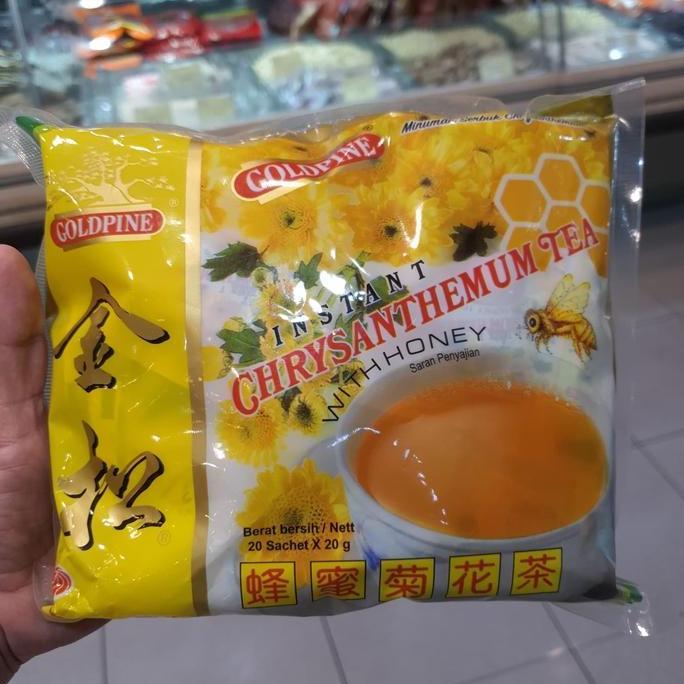 GOLDPINE
®
金松
®
GOLDPINE
®
Minuman Serbuk
INSTANT
CHRYSANTHEMUM TEA
WITH HONEY
Saran Penyajian
Berat bersih / Nett
20 Sachet X 20 g
蜂蜜菊花茶